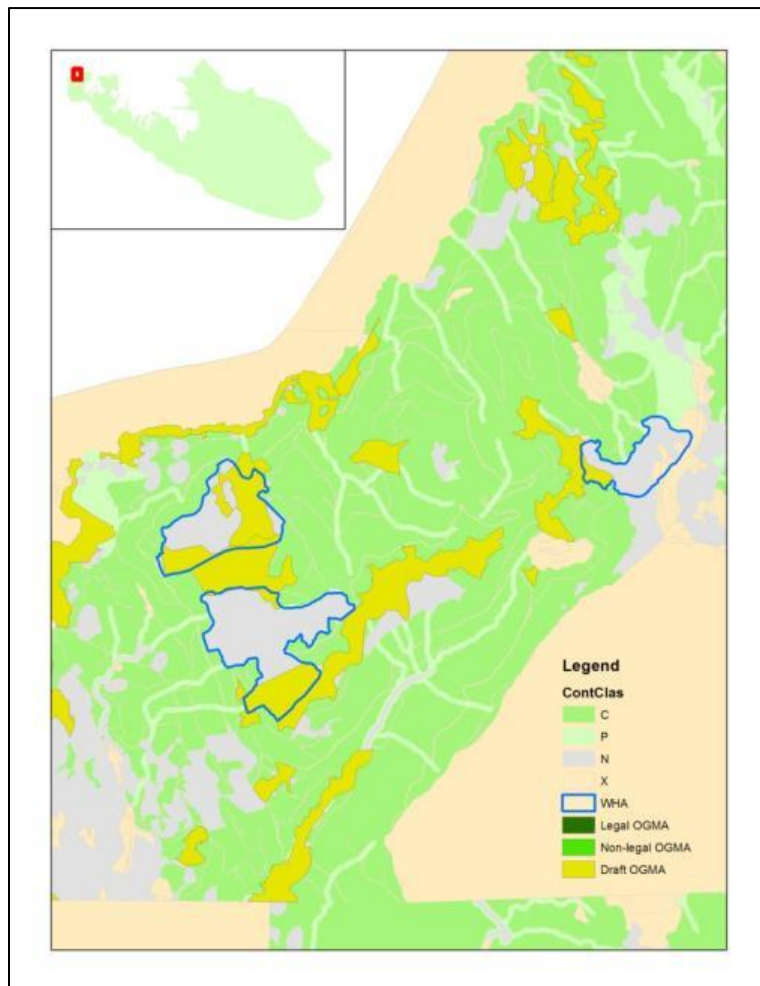 Legend
ContClas
C
P
N
X
WHA
Legal OGMA
Non-legal OGMA
Draft OGMA